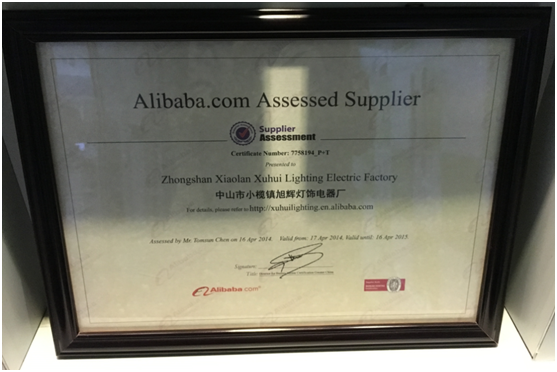 Alibaba.com Assessed Supplier
Supplier
Assessment
Certificate Number: 7758194_P+T
Presented to
Zhongshan Xiaolan Xuhui Lighting Electric Factory
中山市小榄镇旭辉灯饰电器厂
For details, please refer to http://xuhuilighting.en.alibaba.com
Assessed by Mr. Tonsun Chen on 16 Apr 2014. Valid from: 17 Apr 2014, Valid until: 16 Apr 2015.
Signature:
Title:
Alibaba.com